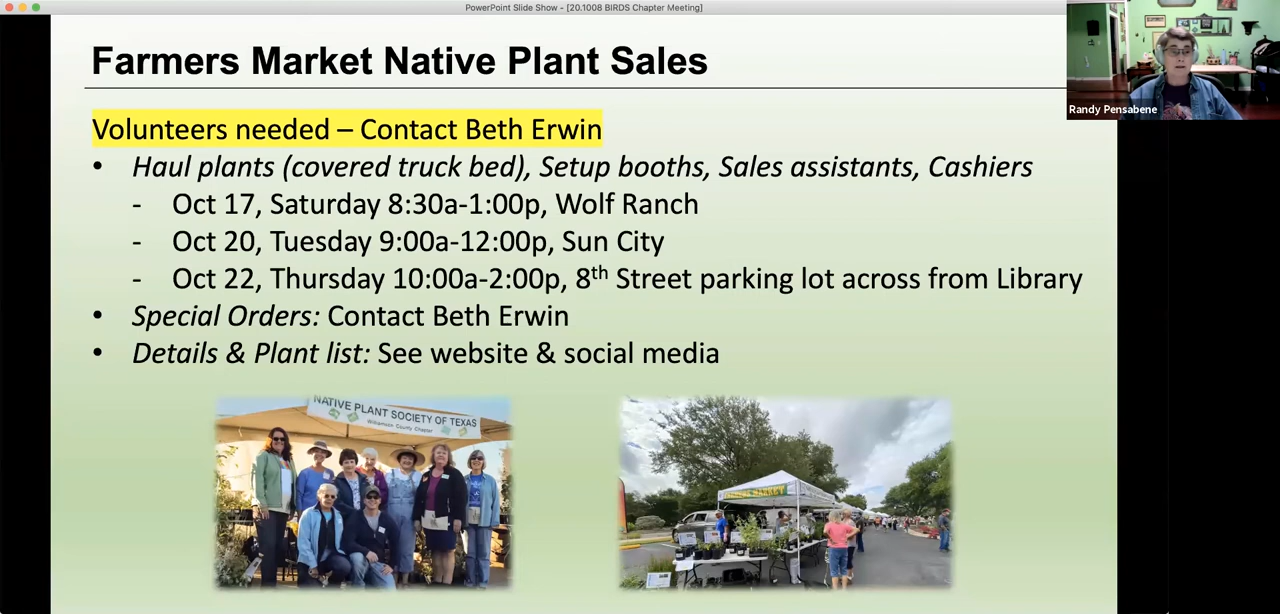 PowerPoint Slide Show - [20.1008 BIRDS Chapter Meeting]
Farmers Market Native Plant Sales
Randy Pensabene
Volunteers needed – Contact Beth Erwin
• Haul plants (covered truck bed), Setup booths, Sales assistants, Cashiers
- Oct 17, Saturday 8:30a-1:00p, Wolf Ranch
- Oct 20, Tuesday 9:00a-12:00p, Sun City
- Oct 22, Thursday 10:00a-2:00p, 8th Street parking lot across from Library
• Special Orders: Contact Beth Erwin
• Details & Plant list: See website & social media
NATIVE PLANT SOCIETY OF TEXAS
Williamson County Chapter
MARKET